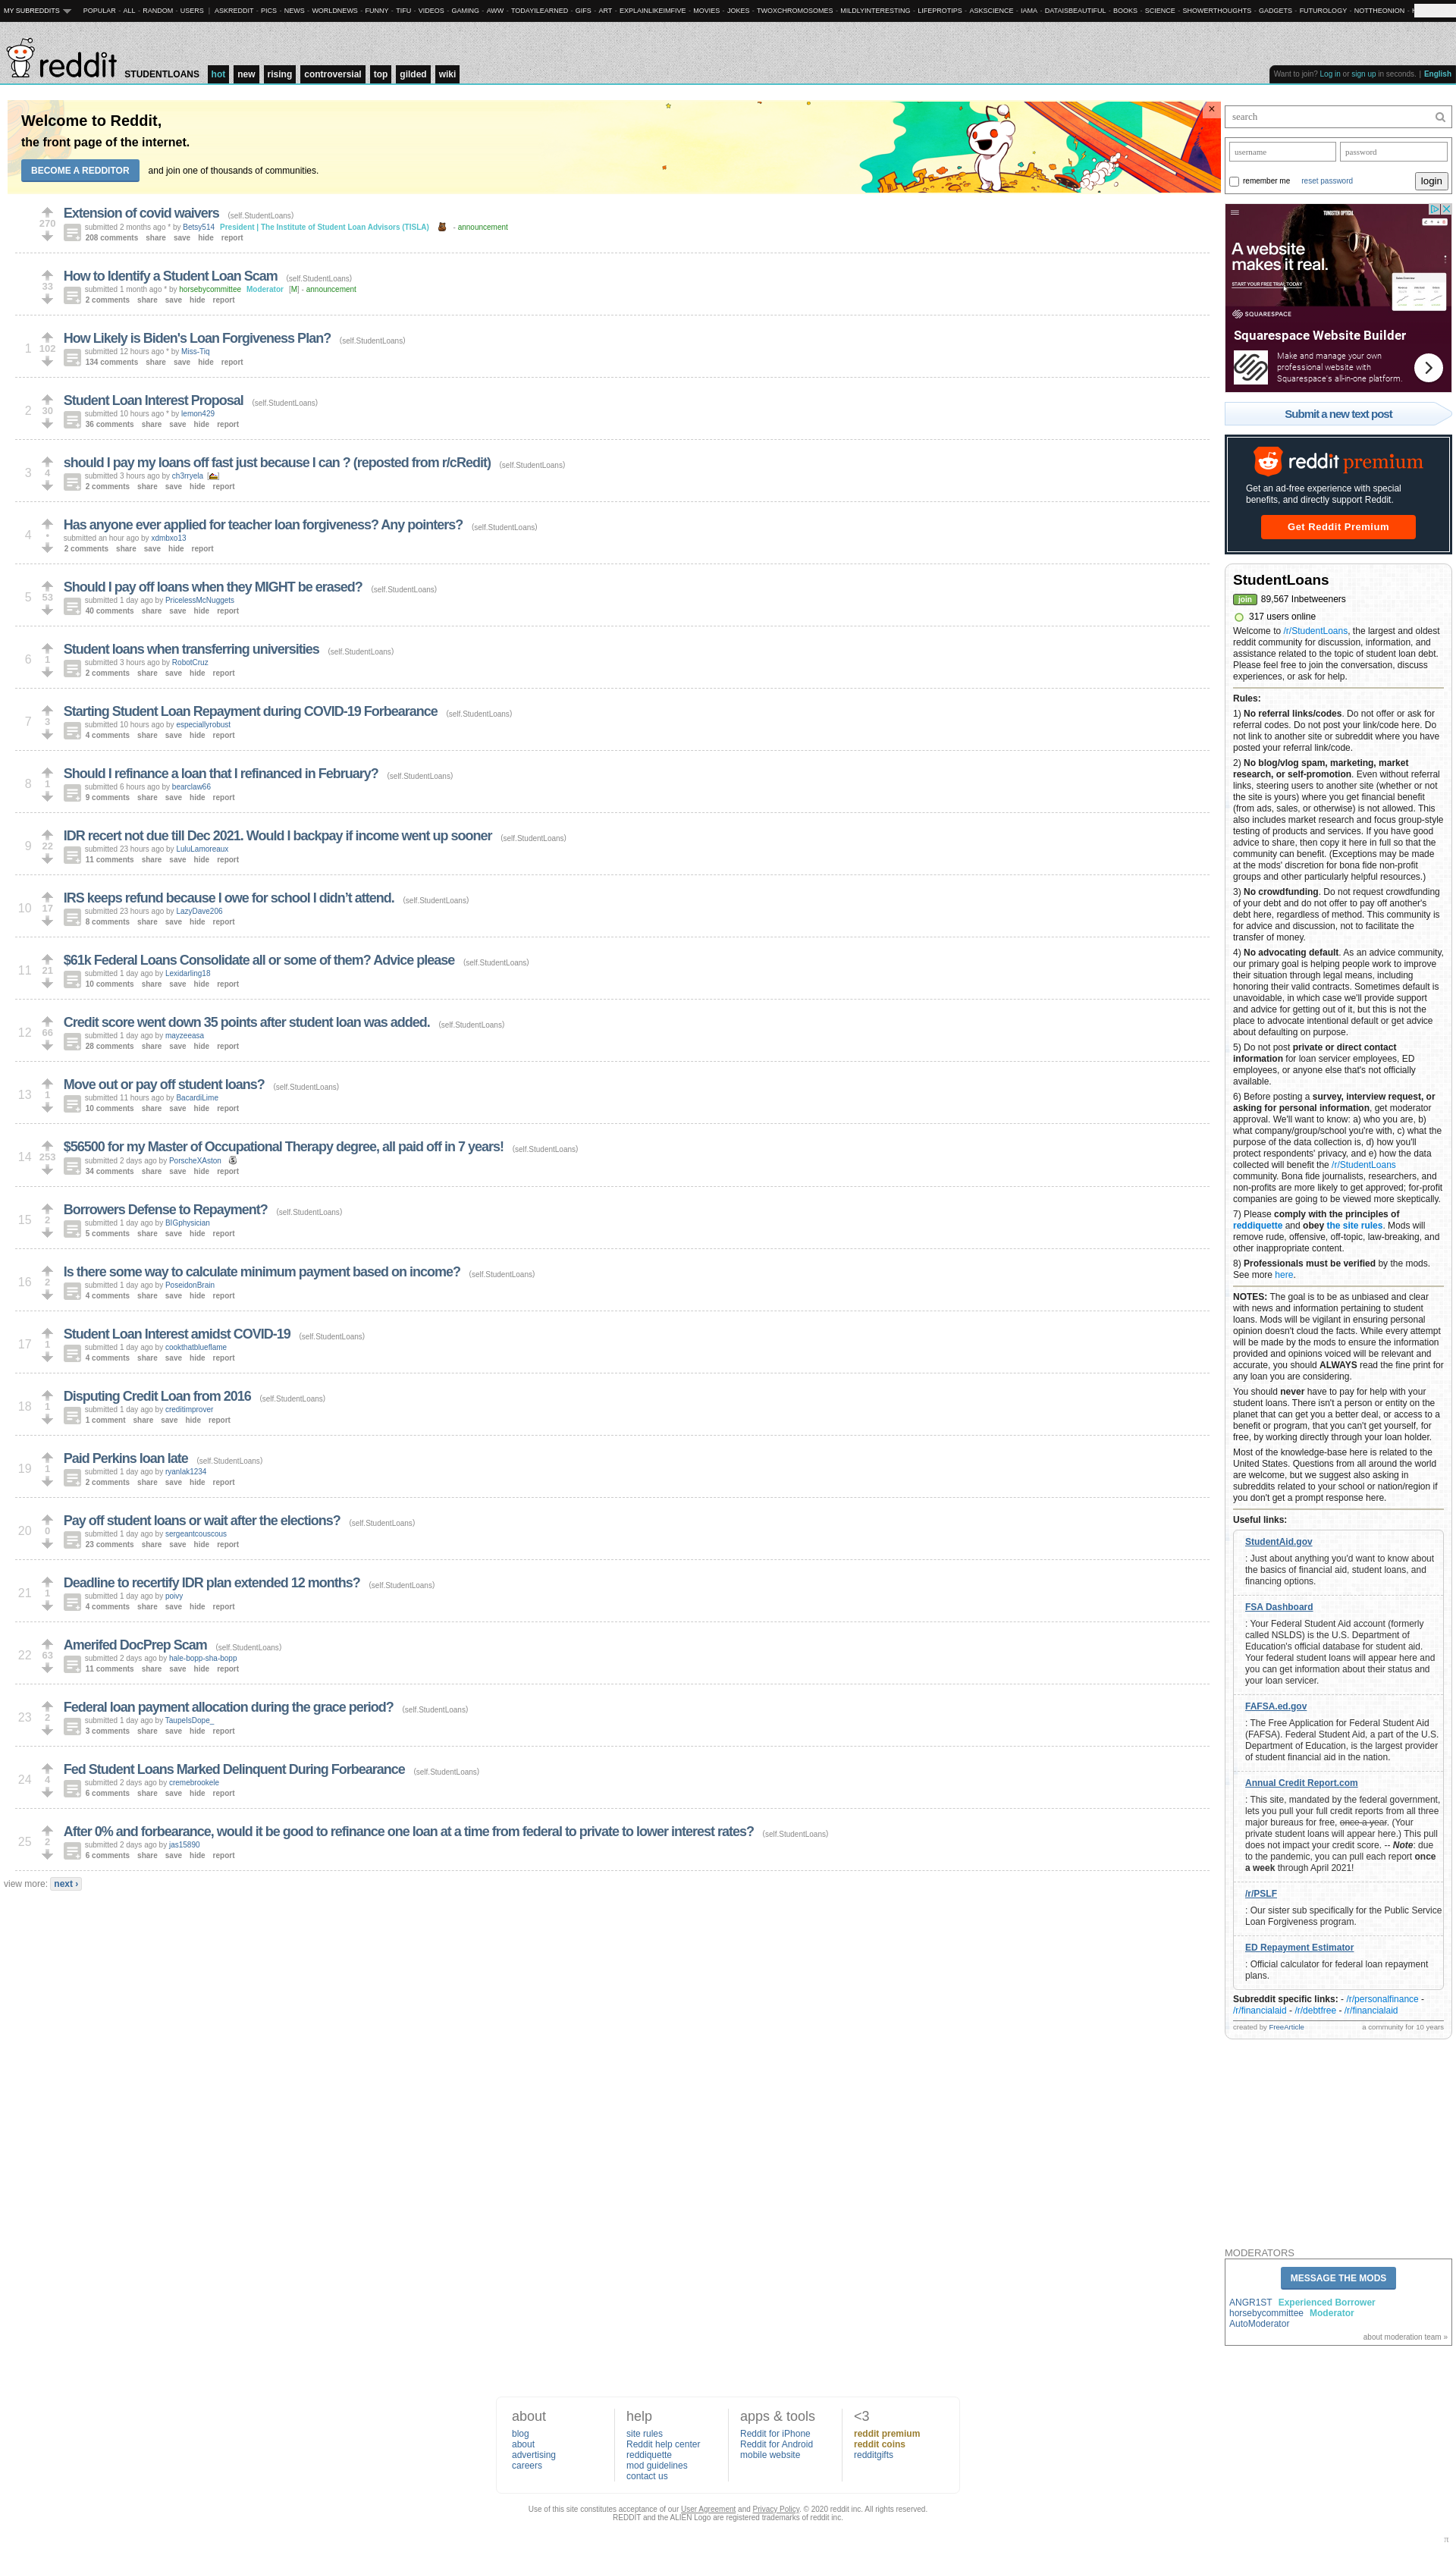 MY SUBREDDITS POPULAR - ALL - RANDOM - USERS | ASKREDDIT - PICS - NEWS - WORLDNEWS - FUNNY - TIFU - VIDEOS - GAMING - AWW - TODAYILEARNED - GIFS - ART - EXPLAINLIKEIMFIVE - MOVIES - JOKES - TWOXCHROMOSOMES - MILDLYINTERESTING - LIFEPROTIPS - ASKSCIENCE - IAMA - DATAISBEAUTIFUL - BOOKS - SCIENCE - SHOWERTHOUGHTS - GADGETS - FUTUROLOGY - NOTTHEONION
reddit STUDENTLOANS hot new rising controversial top gilded wiki
Want to join? Log in or sign up in seconds. | English
Welcome to Reddit,
the front page of the internet.
BECOME A REDDITOR and join one of thousands of communities.
×
270
Extension of covid waivers (self.StudentLoans)
submitted 2 months ago * by Betsy514 President | The Institute of Student Loan Advisors (TISLA) - announcement
208 comments share save hide report
33
How to Identify a Student Loan Scam (self.StudentLoans)
submitted 1 month ago * by horsebycommittee Moderator [M] - announcement
2 comments share save hide report
1 102
How Likely is Biden's Loan Forgiveness Plan? (self.StudentLoans)
submitted 12 hours ago * by Miss-Tiq
134 comments share save hide report
2 30
Student Loan Interest Proposal (self.StudentLoans)
submitted 10 hours ago * by lemon429
36 comments share save hide report
3 4
should I pay my loans off fast just because I can ? (reposted from r/cRedit) (self.StudentLoans)
submitted 3 hours ago by ch3rryela
2 comments share save hide report
4 •
Has anyone ever applied for teacher loan forgiveness? Any pointers? (self.StudentLoans)
submitted an hour ago by xdmbxo13
2 comments share save hide report
5 53
Should I pay off loans when they MIGHT be erased? (self.StudentLoans)
submitted 1 day ago by PricelessMcNuggets
40 comments share save hide report
6 1
Student loans when transferring universities (self.StudentLoans)
submitted 3 hours ago by RobotCruz
2 comments share save hide report
7 3
Starting Student Loan Repayment during COVID-19 Forbearance (self.StudentLoans)
submitted 10 hours ago by especiallyrobust
4 comments share save hide report
8 1
Should I refinance a loan that I refinanced in February? (self.StudentLoans)
submitted 6 hours ago by bearclaw66
9 comments share save hide report
9 22
IDR recert not due till Dec 2021. Would I backpay if income went up sooner (self.StudentLoans)
submitted 23 hours ago by LuluLamoreaux
11 comments share save hide report
10 17
IRS keeps refund because I owe for school I didn’t attend. (self.StudentLoans)
submitted 23 hours ago by LazyDave206
8 comments share save hide report
11 21
$61k Federal Loans Consolidate all or some of them? Advice please (self.StudentLoans)
submitted 1 day ago by Lexidarling18
10 comments share save hide report
12 66
Credit score went down 35 points after student loan was added. (self.StudentLoans)
submitted 1 day ago by mayzeeasa
28 comments share save hide report
13 1
Move out or pay off student loans? (self.StudentLoans)
submitted 11 hours ago by BacardiLime
10 comments share save hide report
14 253
$56500 for my Master of Occupational Therapy degree, all paid off in 7 years! (self.StudentLoans)
submitted 2 days ago by PorscheXAston
34 comments share save hide report
15 2
Borrowers Defense to Repayment? (self.StudentLoans)
submitted 1 day ago by BIGphysician
5 comments share save hide report
16 2
Is there some way to calculate minimum payment based on income? (self.StudentLoans)
submitted 1 day ago by PoseidonBrain
4 comments share save hide report
17 1
Student Loan Interest amidst COVID-19 (self.StudentLoans)
submitted 1 day ago by cookthatblueflame
4 comments share save hide report
18 1
Disputing Credit Loan from 2016 (self.StudentLoans)
submitted 1 day ago by creditimprover
1 comment share save hide report
19 1
Paid Perkins loan late (self.StudentLoans)
submitted 1 day ago by ryanlak1234
2 comments share save hide report
20 0
Pay off student loans or wait after the elections? (self.StudentLoans)
submitted 1 day ago by sergeantcouscous
23 comments share save hide report
21 1
Deadline to recertify IDR plan extended 12 months? (self.StudentLoans)
submitted 1 day ago by poivy
4 comments share save hide report
22 63
Amerifed DocPrep Scam (self.StudentLoans)
submitted 2 days ago by hale-bopp-sha-bopp
11 comments share save hide report
23 2
Federal loan payment allocation during the grace period? (self.StudentLoans)
submitted 1 day ago by TaupeIsDope_
3 comments share save hide report
24 4
Fed Student Loans Marked Delinquent During Forbearance (self.StudentLoans)
submitted 2 days ago by cremebrookele
6 comments share save hide report
25 2
After 0% and forbearance, would it be good to refinance one loan at a time from federal to private to lower interest rates? (self.StudentLoans)
submitted 2 days ago by jas15890
6 comments share save hide report
view more: next ›
search
username password
remember me reset password login
TUNGSTEN OPTICAL
A website
makes it real.
START YOUR FREE TRIAL TODAY
SQUARESPACE
Squarespace Website Builder
Make and manage your own
professional website with
Squarespace's all-in-one platform.
Submit a new text post
reddit premium
Get an ad-free experience with special
benefits, and directly support Reddit.
Get Reddit Premium
StudentLoans
join 89,567 Inbetweeners
317 users online
Welcome to /r/StudentLoans, the largest and oldest
reddit community for discussion, information, and
assistance related to the topic of student loan debt.
Please feel free to join the conversation, discuss
experiences, or ask for help.
Rules:
1) No referral links/codes. Do not offer or ask for
referral codes. Do not post your link/code here. Do
not link to another site or subreddit where you have
posted your referral link/code.
2) No blog/vlog spam, marketing, market
research, or self-promotion. Even without referral
links, steering users to another site (whether or not
the site is yours) where you get financial benefit
(from ads, sales, or otherwise) is not allowed. This
also includes market research and focus group-style
testing of products and services. If you have good
advice to share, then copy it here in full so that the
community can benefit. (Exceptions may be made
at the mods' discretion for bona fide non-profit
groups and other particularly helpful resources.)
3) No crowdfunding. Do not request crowdfunding
of your debt and do not offer to pay off another's
debt here, regardless of method. This community is
for advice and discussion, not to facilitate the
transfer of money.
4) No advocating default. As an advice community,
our primary goal is helping people work to improve
their situation through legal means, including
honoring their valid contracts. Sometimes default is
unavoidable, in which case we'll provide support
and advice for getting out of it, but this is not the
place to advocate intentional default or get advice
about defaulting on purpose.
5) Do not post private or direct contact
information for loan servicer employees, ED
employees, or anyone else that's not officially
available.
6) Before posting a survey, interview request, or
asking for personal information, get moderator
approval. We'll want to know: a) who you are, b)
what company/group/school you're with, c) what the
purpose of the data collection is, d) how you'll
protect respondents' privacy, and e) how the data
collected will benefit the /r/StudentLoans
community. Bona fide journalists, researchers, and
non-profits are more likely to get approved; for-profit
companies are going to be viewed more skeptically.
7) Please comply with the principles of
reddiquette and obey the site rules. Mods will
remove rude, offensive, off-topic, law-breaking, and
other inappropriate content.
8) Professionals must be verified by the mods.
See more here.
NOTES: The goal is to be as unbiased and clear
with news and information pertaining to student
loans. Mods will be vigilant in ensuring personal
opinion doesn't cloud the facts. While every attempt
will be made by the mods to ensure the information
provided and opinions voiced will be relevant and
accurate, you should ALWAYS read the fine print for
any loan you are considering.
You should never have to pay for help with your
student loans. There isn't a person or entity on the
planet that can get you a better deal, or access to a
benefit or program, that you can't get yourself, for
free, by working directly through your loan holder.
Most of the knowledge-base here is related to the
United States. Questions from all around the world
are welcome, but we suggest also asking in
subreddits related to your school or nation/region if
you don't get a prompt response here.
Useful links:
StudentAid.gov
: Just about anything you'd want to know about
the basics of financial aid, student loans, and
financing options.
FSA Dashboard
: Your Federal Student Aid account (formerly
called NSLDS) is the U.S. Department of
Education's official database for student aid.
Your federal student loans will appear here and
you can get information about their status and
your loan servicer.
FAFSA.ed.gov
: The Free Application for Federal Student Aid
(FAFSA). Federal Student Aid, a part of the U.S.
Department of Education, is the largest provider
of student financial aid in the nation.
Annual Credit Report.com
: This site, mandated by the federal government,
lets you pull your full credit reports from all three
major bureaus for free, once a year. (Your
private student loans will appear here.) This pull
does not impact your credit score. -- Note: due
to the pandemic, you can pull each report once
a week through April 2021!
/r/PSLF
: Our sister sub specifically for the Public Service
Loan Forgiveness program.
ED Repayment Estimator
: Official calculator for federal loan repayment
plans.
Subreddit specific links: - /r/personalfinance -
/r/financialaid - /r/debtfree - /r/financialaid
created by FreeArticle a community for 10 years
MODERATORS
MESSAGE THE MODS
ANGR1ST Experienced Borrower
horsebycommittee Moderator
AutoModerator
about moderation team »
about
blog
about
advertising
careers
help
site rules
Reddit help center
reddiquette
mod guidelines
contact us
apps & tools
Reddit for iPhone
Reddit for Android
mobile website
<3
reddit premium
reddit coins
redditgifts
Use of this site constitutes acceptance of our User Agreement and Privacy Policy. © 2020 reddit inc. All rights reserved.
REDDIT and the ALIEN Logo are registered trademarks of reddit inc.
π